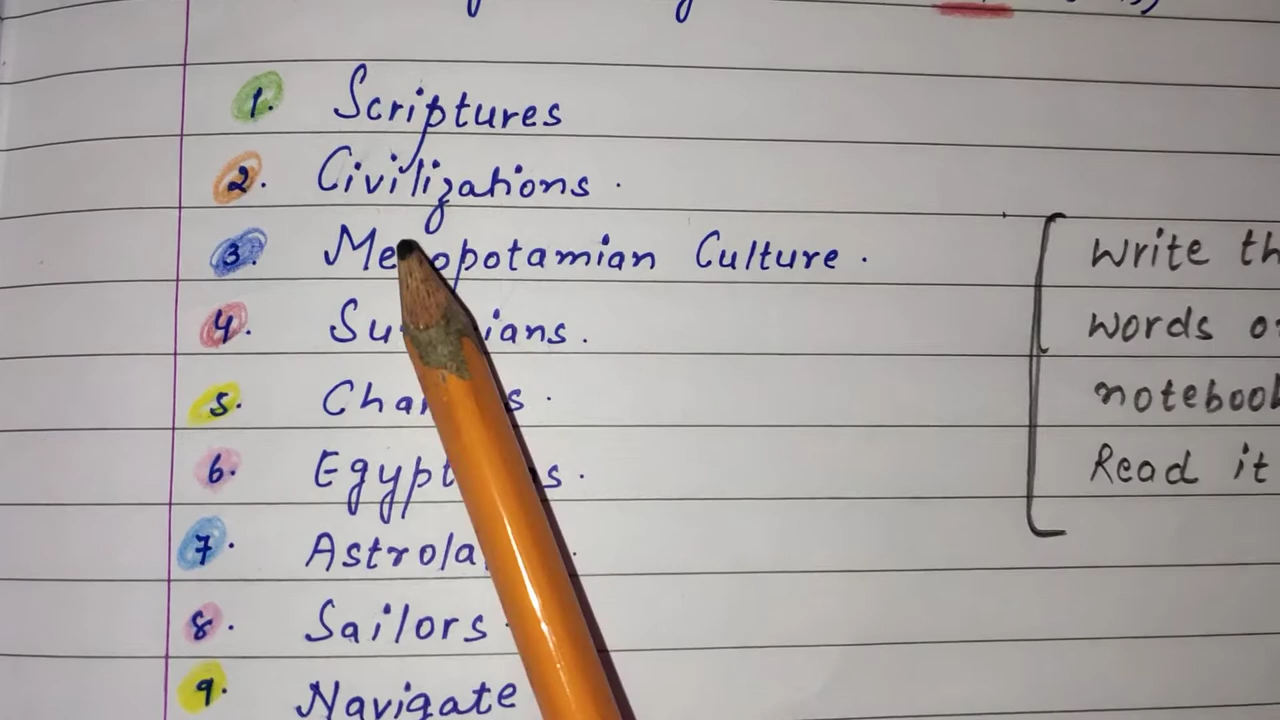 1. Scriptures
2. Civilizations.
3. Me opotamian Culture.
4. Su ians.
5. Cha s.
6. Egypt s.
7. Astrola .
8. Sailors.
9. Navigate
Write th
words o
notebook
Read it